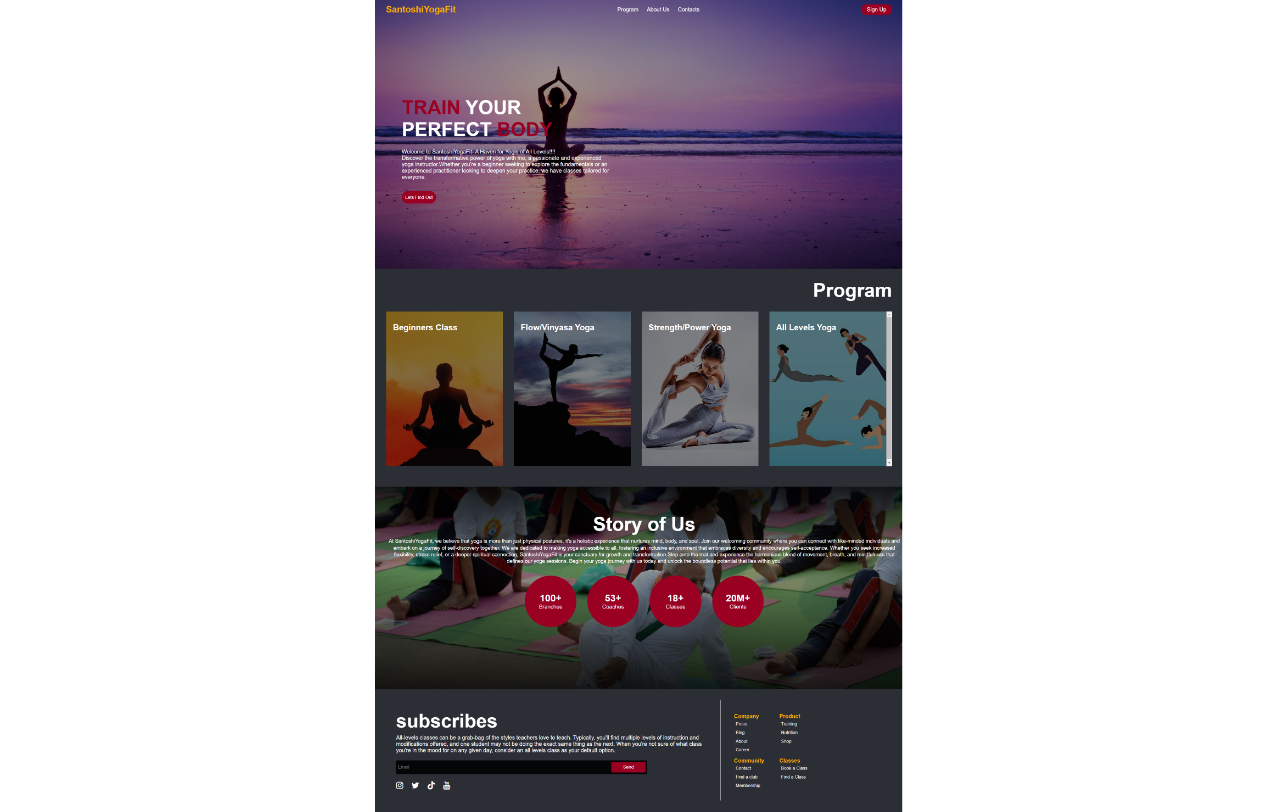 SantoshiYogaFit
Program About Us Contacts
Sign Up
TRAIN YOUR
PERFECT BODY
Welcome to SantoshiYogaFit- A Haven for Yogis of All Levels!!!!
Discover the transformative power of yoga with me, a passionate and experienced
yoga instructor.Whether you're a beginner seeking to explore the fundamentals or an
experienced practitioner looking to deepen your practice, we have classes tailored for
everyone.
Lets Find Out
Program
Beginners Class
Flow/Vinyasa Yoga
Strength/Power Yoga
All Levels Yoga
Story of Us
At SantoshiYogaFit, we believe that yoga is more than just physical postures, it's a holistic experience that nurtures mind, body, and soul. Join our welcoming community where you can connect with like-minded individuals and
embark on a journey of self-discovery together. We are dedicated to making yoga accessible to all, fostering an inclusive environment that embraces diversity and encourages self-acceptance. Whether you seek increased
flexibility, stress relief, or a deeper spiritual connection, SantoshiYogaFit is your sanctuary for growth and transformation Step onto the mat and experience the harmonious blend of movement, breath, and mindfulness that
defines our yoga sessions. Begin your yoga journey with us today and unlock the boundless potential that lies within you.
100+
Branches
53+
Coaches
18+
Classes
20M+
Clients
subscribes
All-levels classes can be a grab-bag of the styles teachers love to teach. Typically, you'll find multiple levels of instruction and
modifications offered, and one student may not be doing the exact same thing as the next. When you're not sure of what class
you're in the mood for on any given day, consider an all levels class as your default option.
Email
Send
Company
Blog
About
Career
Product
Training
Nutrition
Shop
Community
Contact
Find a club
Membership
Classes
Book a Class
Find a Class